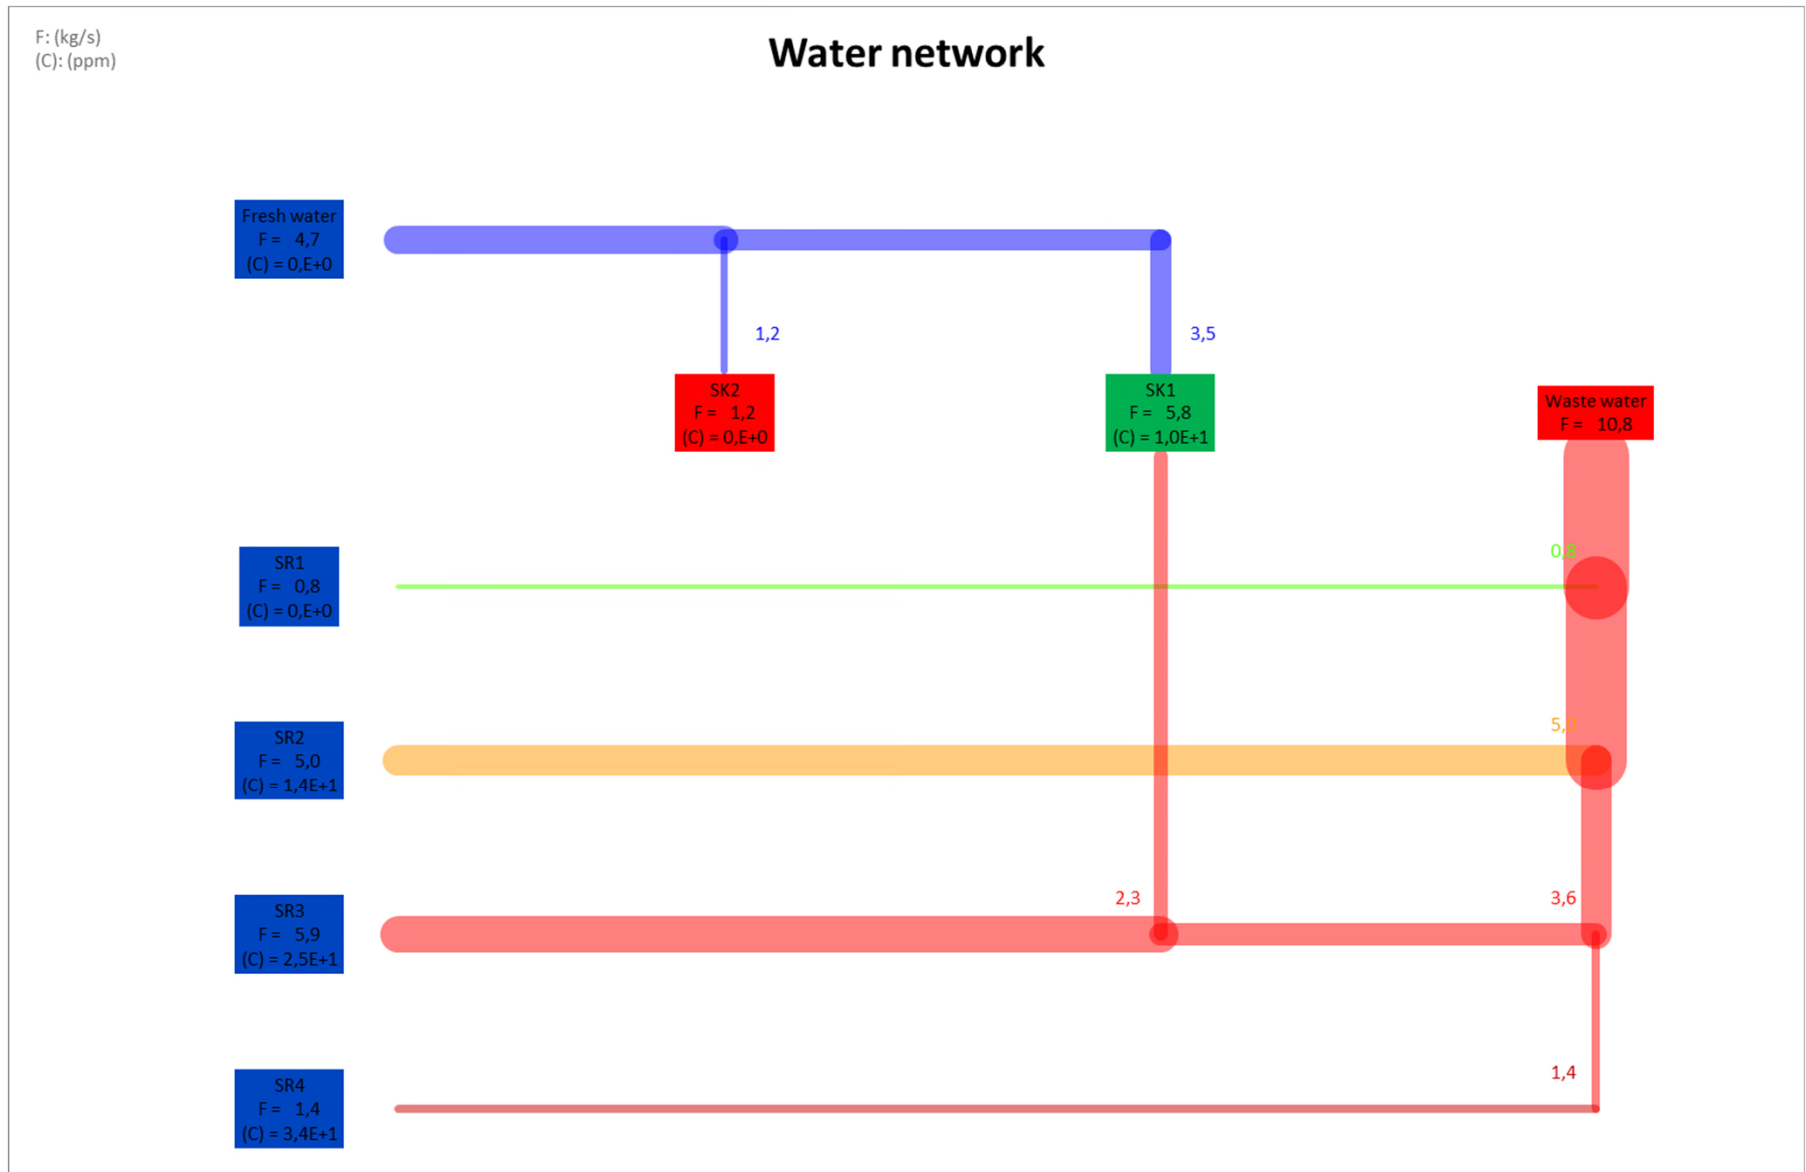 F: (kg/s)
(C): (ppm)
Water network
Fresh water
F = 4,7
(C) = 0,E+0
1,2
3,5
SK2
F = 1,2
(C) = 0,E+0
SK1
F = 5,8
(C) = 1,0E+1
Waste water
F = 10,8
SR1
F = 0,8
(C) = 0,E+0
0,8
SR2
F = 5,0
(C) = 1,4E+1
5,0
SR3
F = 5,9
(C) = 2,5E+1
2,3
3,6
SR4
F = 1,4
(C) = 3,4E+1
1,4